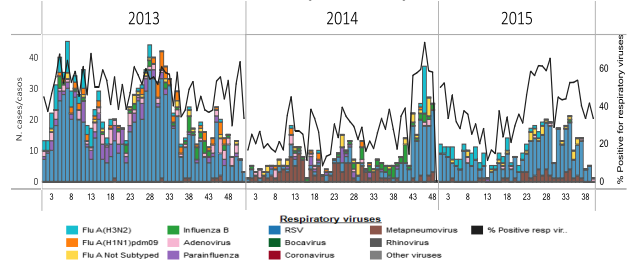 2013 2014 2015
N. cases/casos
40
30
20
10
0
60
40
20
0
% Positive for respiratory viruses
3 8 13 18 23 28 33 38 43 48 3 8 13 18 23 28 33 38 43 48 3 8 13 18 23 28 33 38
Respiratory viruses
Flu A(H3N2) Influenza B RSV Metapneumovirus % Positive resp vir..
Flu A(H1N1)pdm09 Adenovirus Bocavirus Rhinovirus
Flu A Not Subtyped Parainfluenza Coronavirus Other viruses